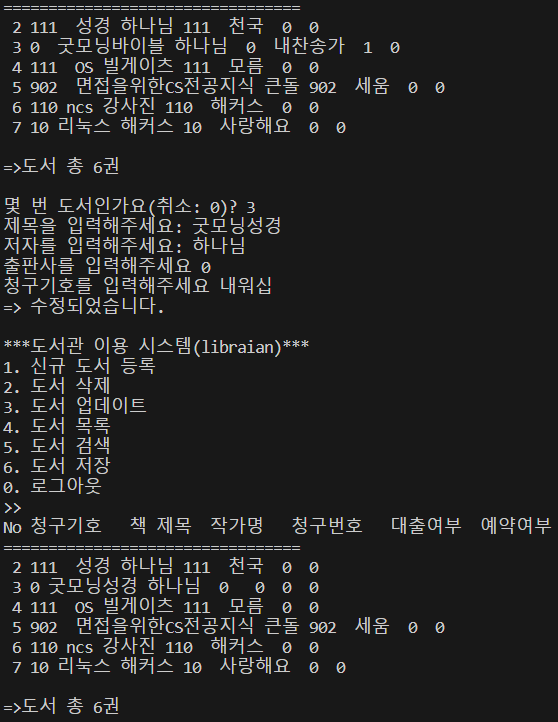 =================================
2 111 성경 하나님 111 천국 0 0
3 0 굿모닝바이블 하나님 0 내찬송가 1 0
4 111 OS 빌게이츠 111 모름 0 0
5 902 면접을위한CS전공지식 큰돌 902 세움 0 0
6 110 ncs 강사진 110 해커스 0 0
7 10 리눅스 해커스 10 사랑해요 0 0
=>도서 총 6권
몇 번 도서인가요(취소: 0)? 3
제목을 입력해주세요: 굿모닝성경
저자를 입력해주세요: 하나님
출판사를 입력해주세요 0
청구기호를 입력해주세요 내워십
=> 수정되었습니다.
***도서관 이용 시스템(libraian)***
1. 신규 도서 등록
2. 도서 삭제
3. 도서 업데이트
4. 도서 목록
5. 도서 검색
6. 도서 저장
0. 로그아웃
>>
No 청구기호 책 제목 작가명 청구번호 대출여부 예약여부
=================================
2 111 성경 하나님 111 천국 0 0
3 0 굿모닝성경 하나님 0 0 0 0
4 111 OS 빌게이츠 111 모름 0 0
5 902 면접을위한CS전공지식 큰돌 902 세움 0 0
6 110 ncs 강사진 110 해커스 0 0
7 10 리눅스 해커스 10 사랑해요 0 0
=>도서 총 6권